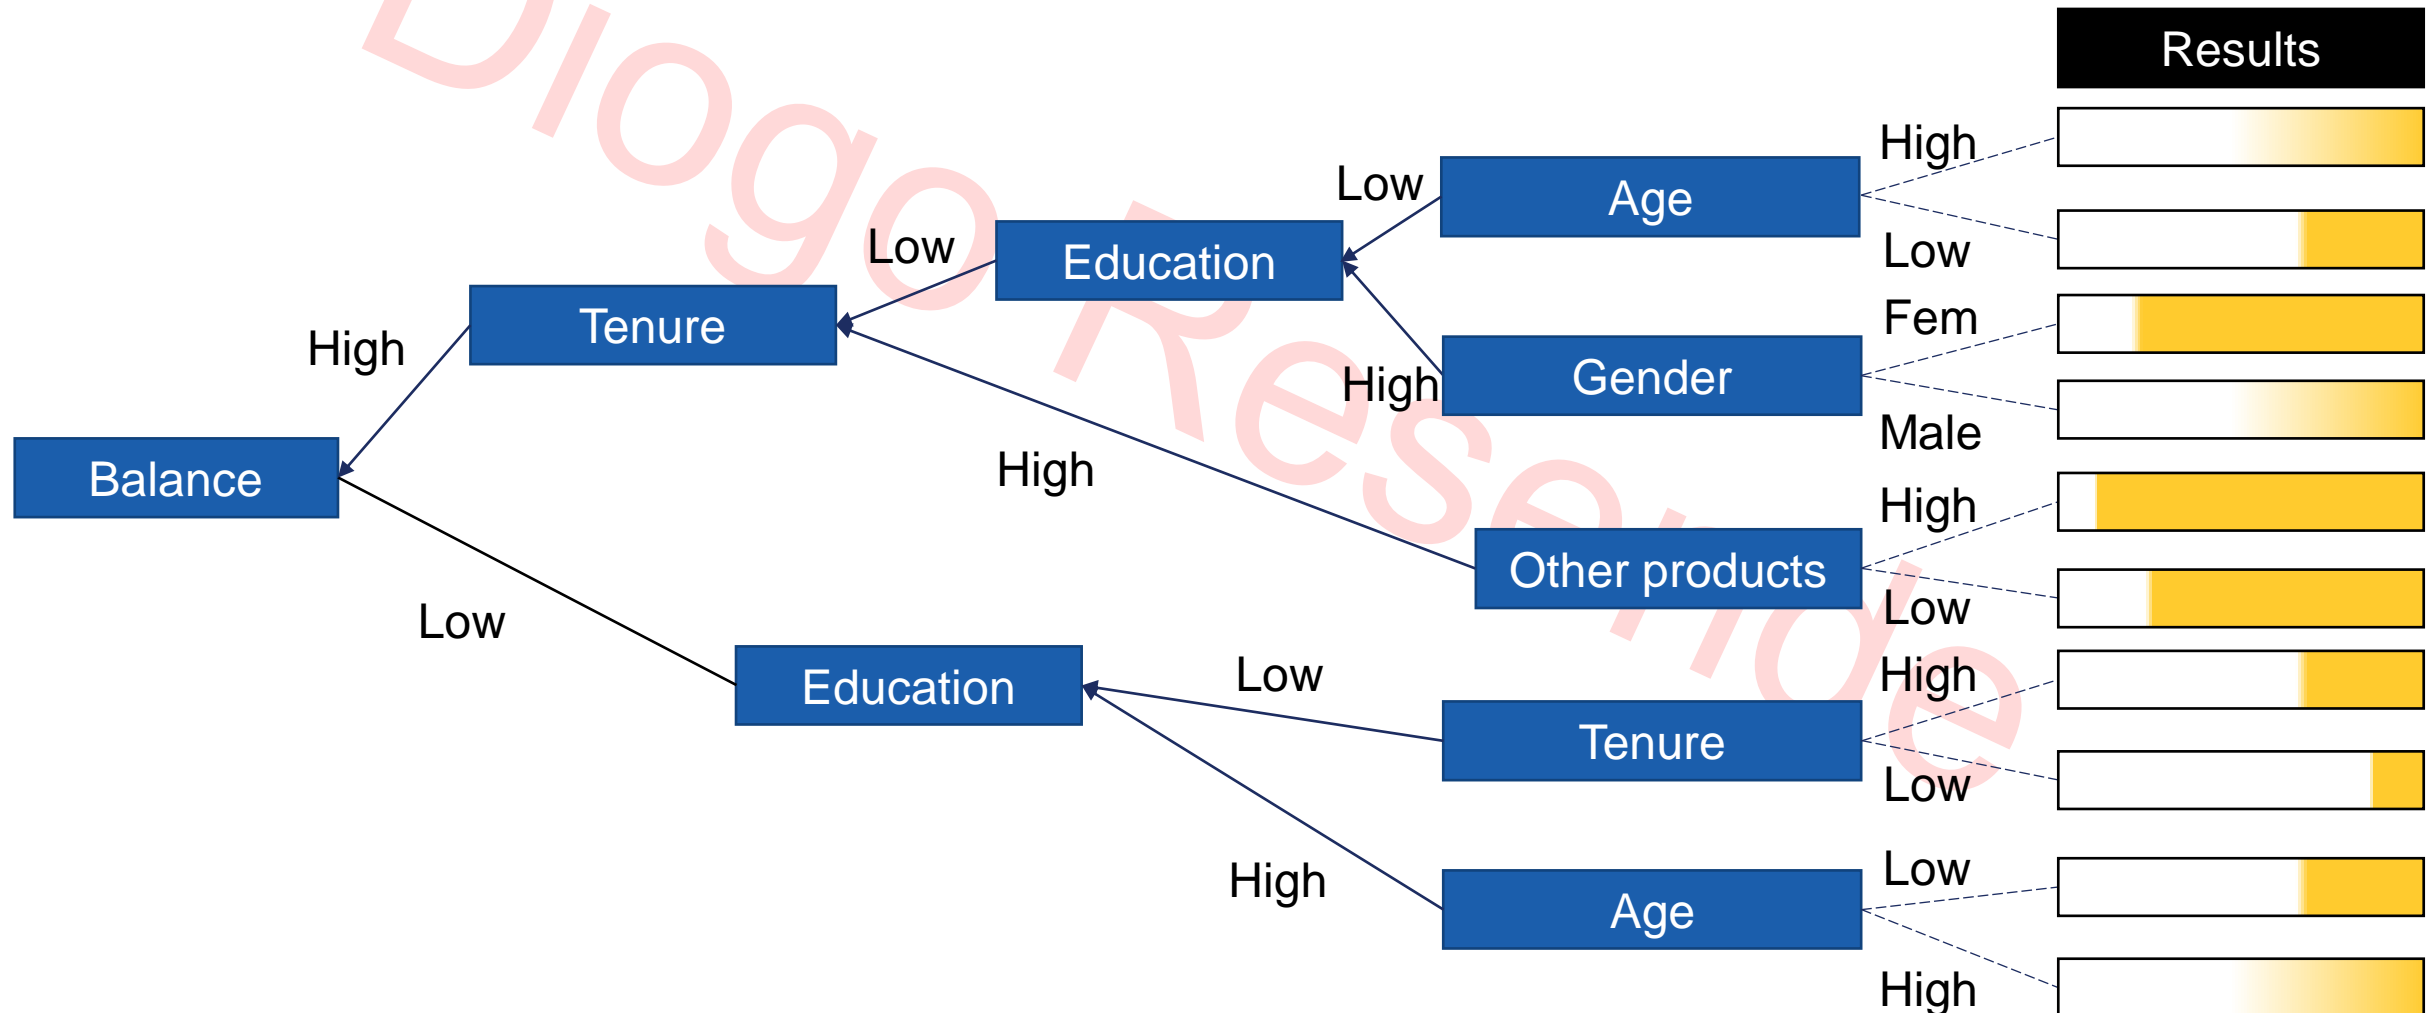 Results
High
Low
Age
Low
Low
Education
Fem
High
Tenure
High
Gender
Male
Balance
High
High
Other products
Low
Low
Low
High
Education
Tenure
Low
High
Low
Age
High
Diogo Resende